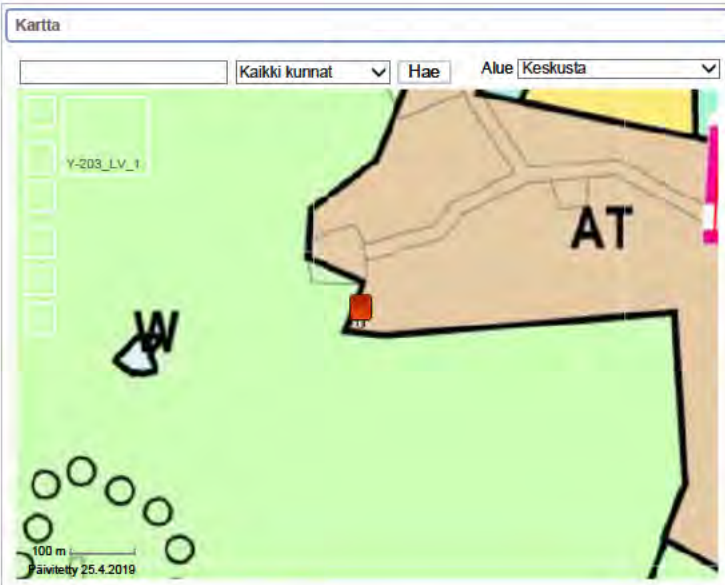 Kartta
Kaikki kunnat Hae Alue Keskusta
Y-203_LV_1
AT
W
100 m
Päivitetty 25.4.2019